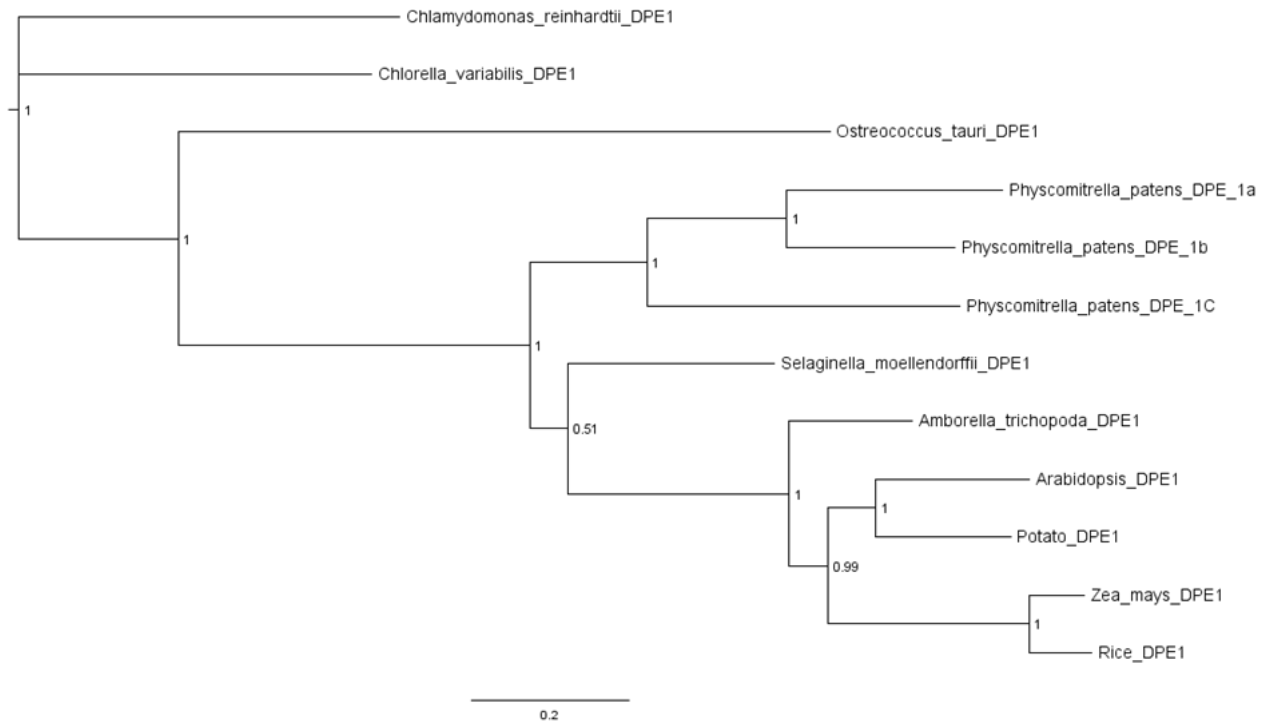 Chlamydomonas_reinhardtii_DPE1
Chlorella_variabilis_DPE1
1
Ostreococcus_tauri_DPE1
Physcomitrella_patens_DPE_1a
1
Physcomitrella_patens_DPE_1b
1
1
Physcomitrella_patens_DPE_1C
1
Selaginella_moellendorffii_DPE1
Amborella_trichopoda_DPE1
0.51
Arabidopsis_DPE1
1
1
Potato_DPE1
0.99
Zea_mays_DPE1
1
Rice_DPE1
0.2